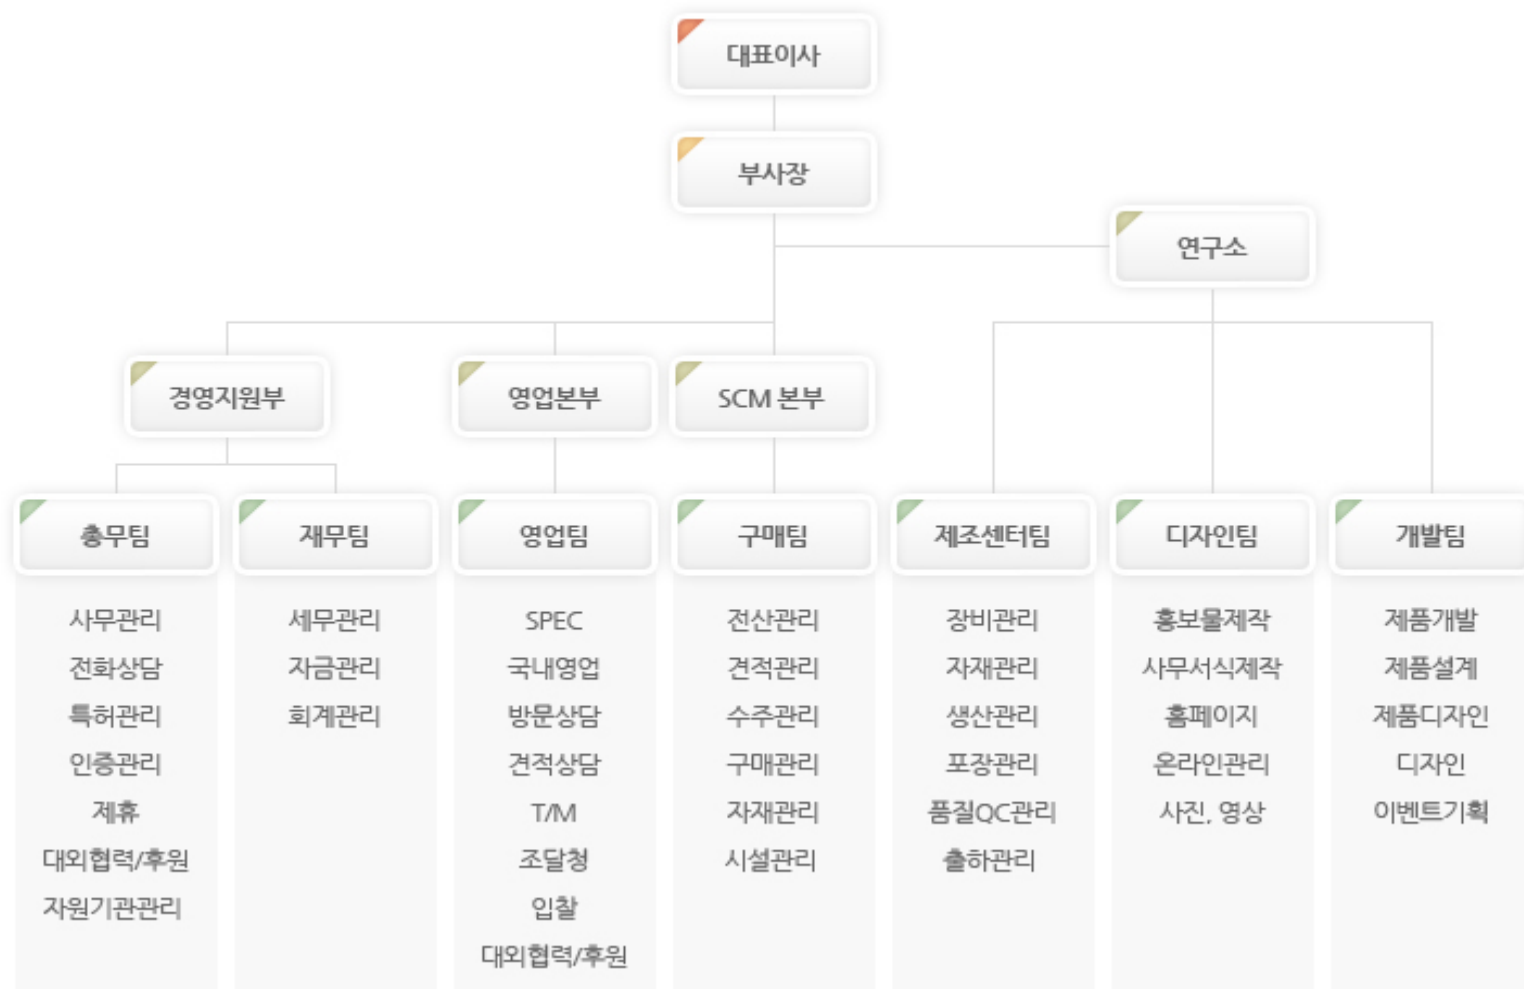 대표이사
부사장
연구소
경영지원부
영업본부
SCM 본부
총무팀
재무팀
영업팀
구매팀
제조센터팀
디자인팀
개발팀
사무관리
전화상담
특허관리
인증관리
제휴
대외협력/후원
자원기관관리
세무관리
자금관리
회계관리
SPEC
국내영업
방문상담
견적상담
T/M
조달청
입찰
대외협력/후원
전산관리
견적관리
수주관리
구매관리
자재관리
시설관리
장비관리
자재관리
생산관리
포장관리
품질QC관리
출하관리
홍보물제작
사무서식제작
홈페이지
온라인관리
사진, 영상
제품개발
제품설계
제품디자인
디자인
이벤트기획